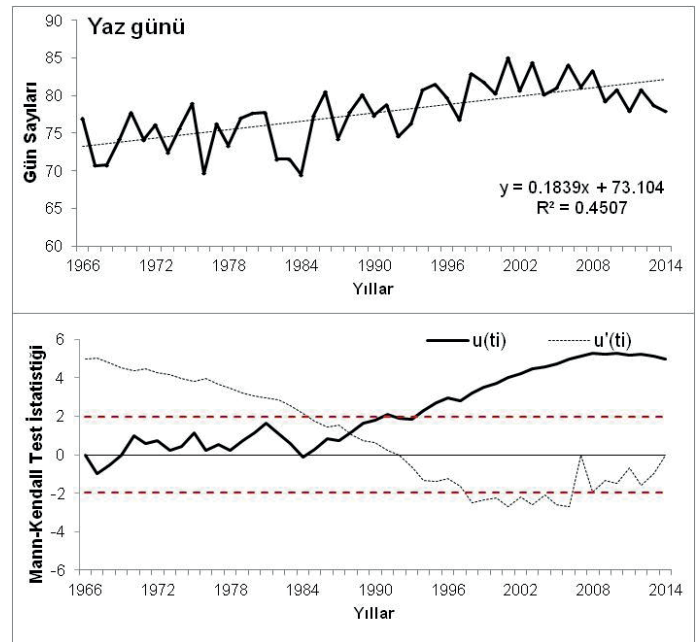 Yaz günü
90
85
80
75
70
65
60
Gün Sayıları
y = 0.1839x + 73.104
R² = 0.4507
1966 1972 1978 1984 1990 1996 2002 2008 2014
Yıllar
u(ti) u'(ti)
6
4
2
0
-2
-4
-6
Mann-Kendall Test İstatistiği
1966 1972 1978 1984 1990 1996 2002 2008 2014
Yıllar